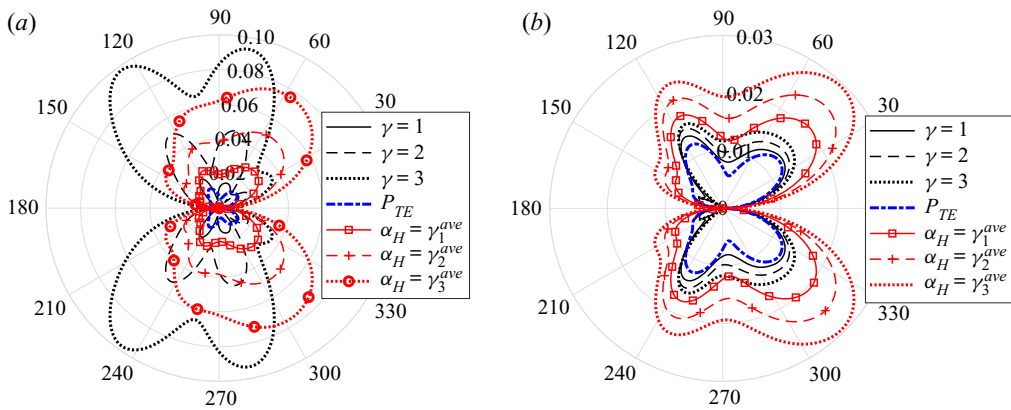 (a)
90
120
60
0.10
0.08
150
0.06
30
0.04
0.02
180
0
210
330
240
300
270
γ = 1
γ = 2
γ = 3
P_TE
α_H = γ_1^ave
α_H = γ_2^ave
α_H = γ_3^ave
(b)
90
120
60
0.03
150
0.02
30
0.01
180
0
210
330
240
300
270
γ = 1
γ = 2
γ = 3
P_TE
α_H = γ_1^ave
α_H = γ_2^ave
α_H = γ_3^ave